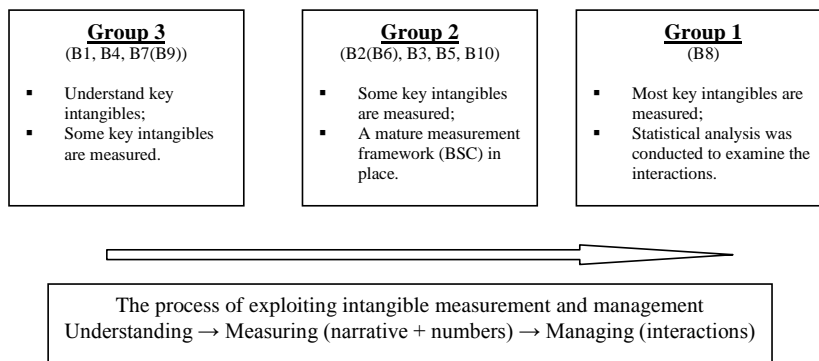 Group 3
(B1, B4, B7(B9))
▪ Understand key
intangibles;
▪ Some key intangibles
are measured.
Group 2
(B2(B6), B3, B5, B10)
▪ Some key intangibles
are measured;
▪ A mature measurement
framework (BSC) in
place.
Group 1
(B8)
▪ Most key intangibles are
measured;
▪ Statistical analysis was
conducted to examine the
interactions.
The process of exploiting intangible measurement and management
Understanding → Measuring (narrative + numbers) → Managing (interactions)